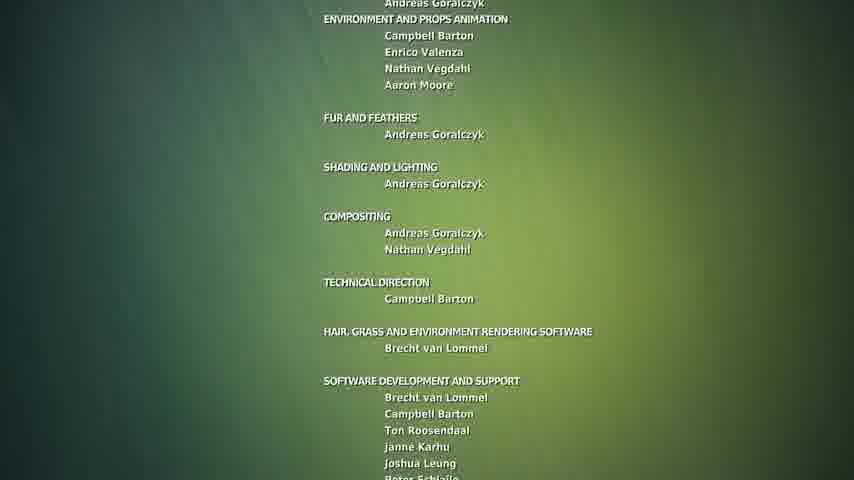 Andreas Goralczyk
ENVIRONMENT AND PROPS ANIMATION
Campbell Barton
Enrico Valenza
Nathan Vegdahl
Aaron Moore
FUR AND FEATHERS
Andreas Goralczyk
SHADING AND LIGHTING
Andreas Goralczyk
COMPOSITING
Andreas Goralczyk
Nathan Vegdahl
TECHNICAL DIRECTION
Campbell Barton
HAIR, GRASS AND ENVIRONMENT RENDERING SOFTWARE
Brecht van Lommel
SOFTWARE DEVELOPMENT AND SUPPORT
Brecht van Lommel
Campbell Barton
Ton Roosendaal
Janne Karhu
Joshua Leung
Peter